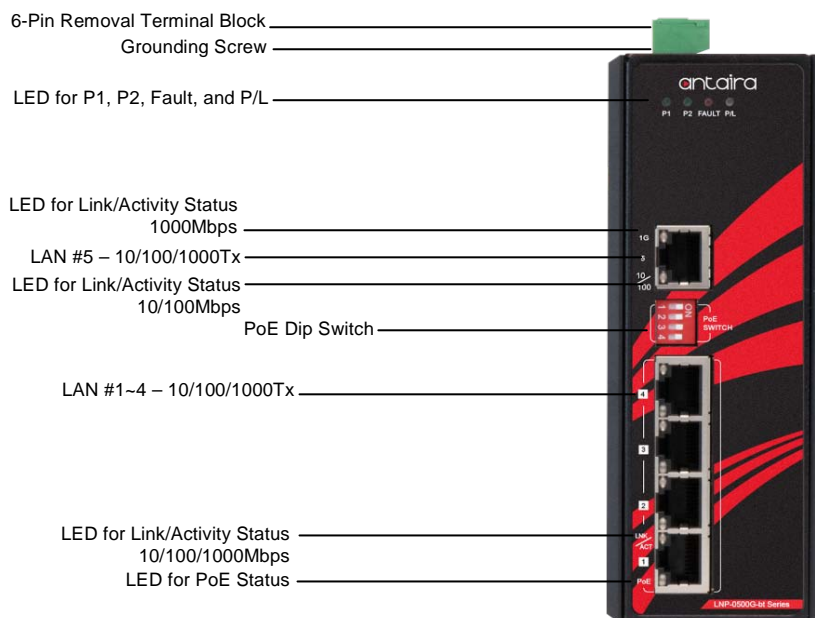 6-Pin Removal Terminal Block
Grounding Screw
LED for P1, P2, Fault, and P/L
LED for Link/Activity Status
1000Mbps
LAN #5 – 10/100/1000Tx
LED for Link/Activity Status
10/100Mbps
PoE Dip Switch
LAN #1~4 – 10/100/1000Tx
LED for Link/Activity Status
10/100/1000Mbps
LED for PoE Status
antaira
P1 P2 FAULT P/L
1G
5
10
100
ON
1 2 3 4
PoE
SWITCH
4
3
2
LNK
ACT
1
PoE
LNP-0500G-bt Series